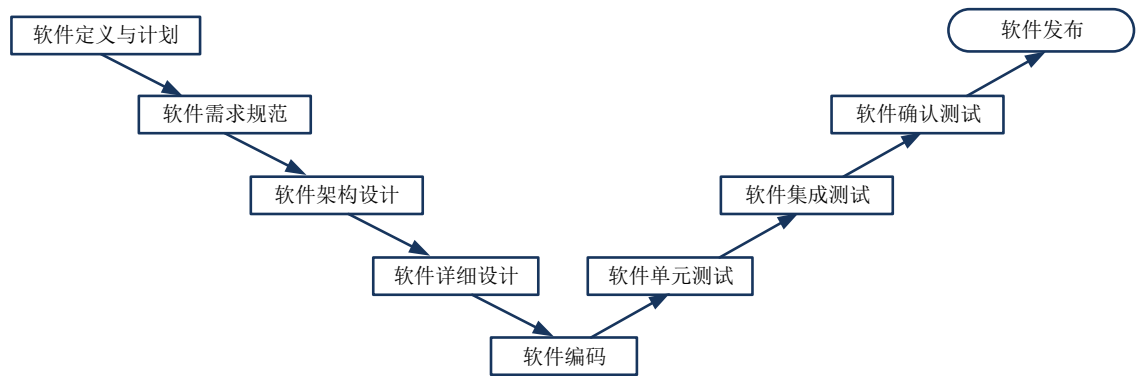 软件定义与计划
软件发布
软件需求规范
软件确认测试
软件架构设计
软件集成测试
软件详细设计
软件单元测试
软件编码